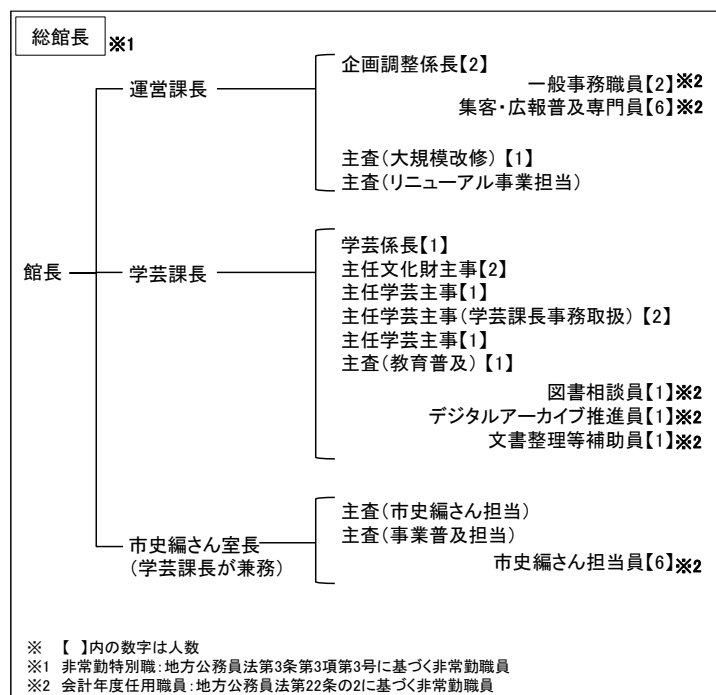 総館長 ※1
運営課長
企画調整係長【2】
一般事務職員【2】※2
集客・広報普及専門員【6】※2
主査(大規模改修)【1】
主査(リニューアル事業担当)
館長
学芸課長
学芸係長【1】
主任文化財主事【2】
主任学芸主事【1】
主任学芸主事(学芸課長事務取扱)【2】
主任学芸主事【1】
主査(教育普及)【1】
図書相談員【1】※2
デジタルアーカイブ推進員【1】※2
文書整理等補助員【1】※2
市史編さん室長
(学芸課長が兼務)
主査(市史編さん担当)
主査(事業普及担当)
市史編さん担当員【6】※2
※ 【 】内の数字は人数
※1 非常勤特別職:地方公務員法第3条第3項第3号に基づく非常勤職員
※2 会計年度任用職員:地方公務員法第22条の2に基づく非常勤職員